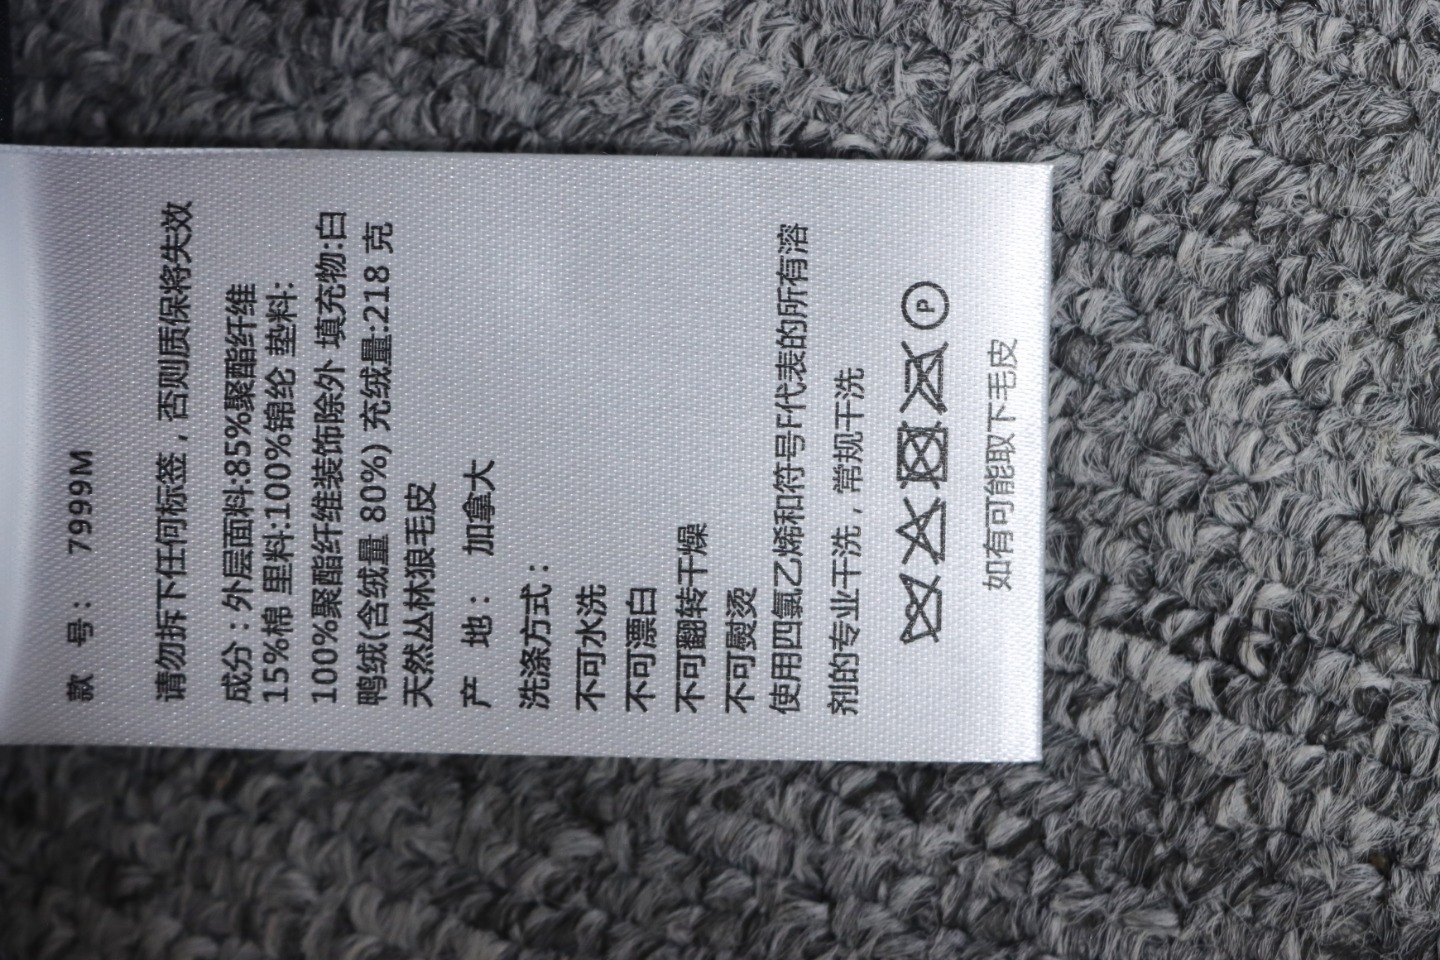 款 号： 7999M
请勿拆下任何标签，否则质保将失效
成分：外层面料:85%聚酯纤维
15%棉 里料:100%锦纶 垫料:
100%聚酯纤维装饰除外 填充物:白
鸭绒(含绒量 80%) 充绒量:218 克
天然丛林狼毛皮
产 地： 加拿大
洗涤方式：
不可水洗
不可漂白
不可翻转干燥
不可熨烫
使用四氯乙烯和符号F代表的所有溶
剂的专业干洗，常规干洗
P
如有可能取下毛皮